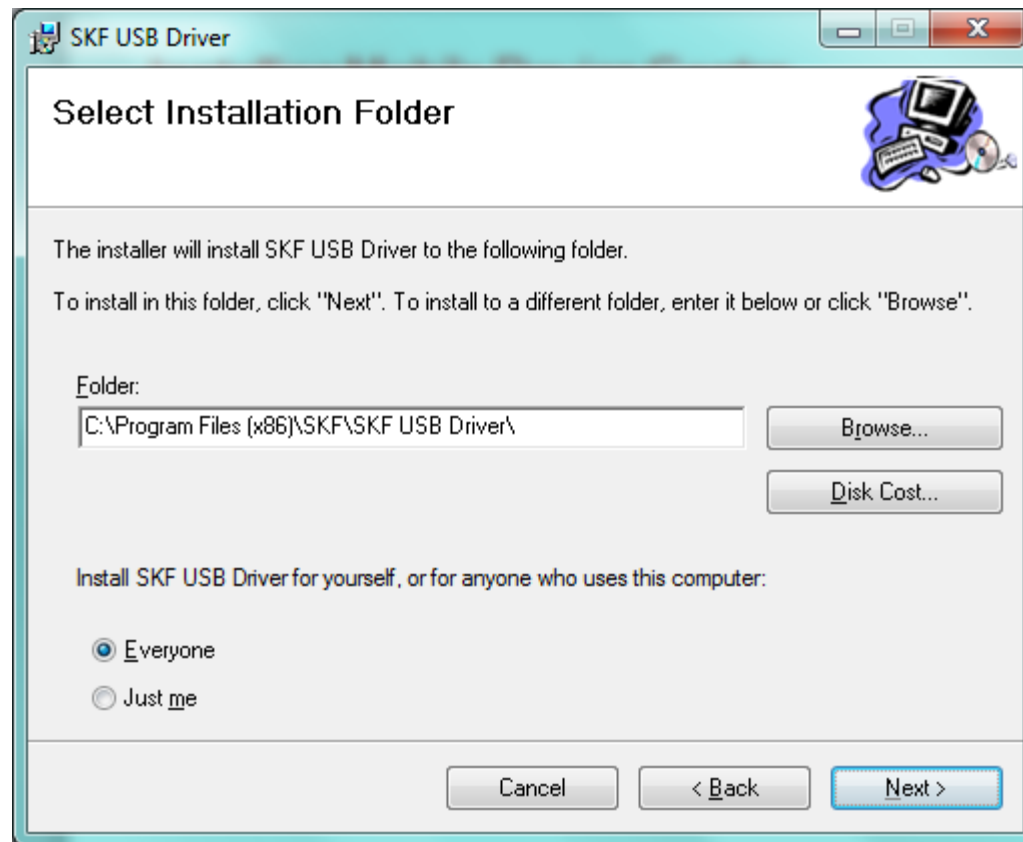 SKF USB Driver
Select Installation Folder
The installer will install SKF USB Driver to the following folder.
To install in this folder, click "Next". To install to a different folder, enter it below or click "Browse".
Folder:
C:\Program Files (x86)\SKF\SKF USB Driver\
Browse...
Disk Cost...
Install SKF USB Driver for yourself, or for anyone who uses this computer:
Everyone
Just me
Cancel
< Back
Next >